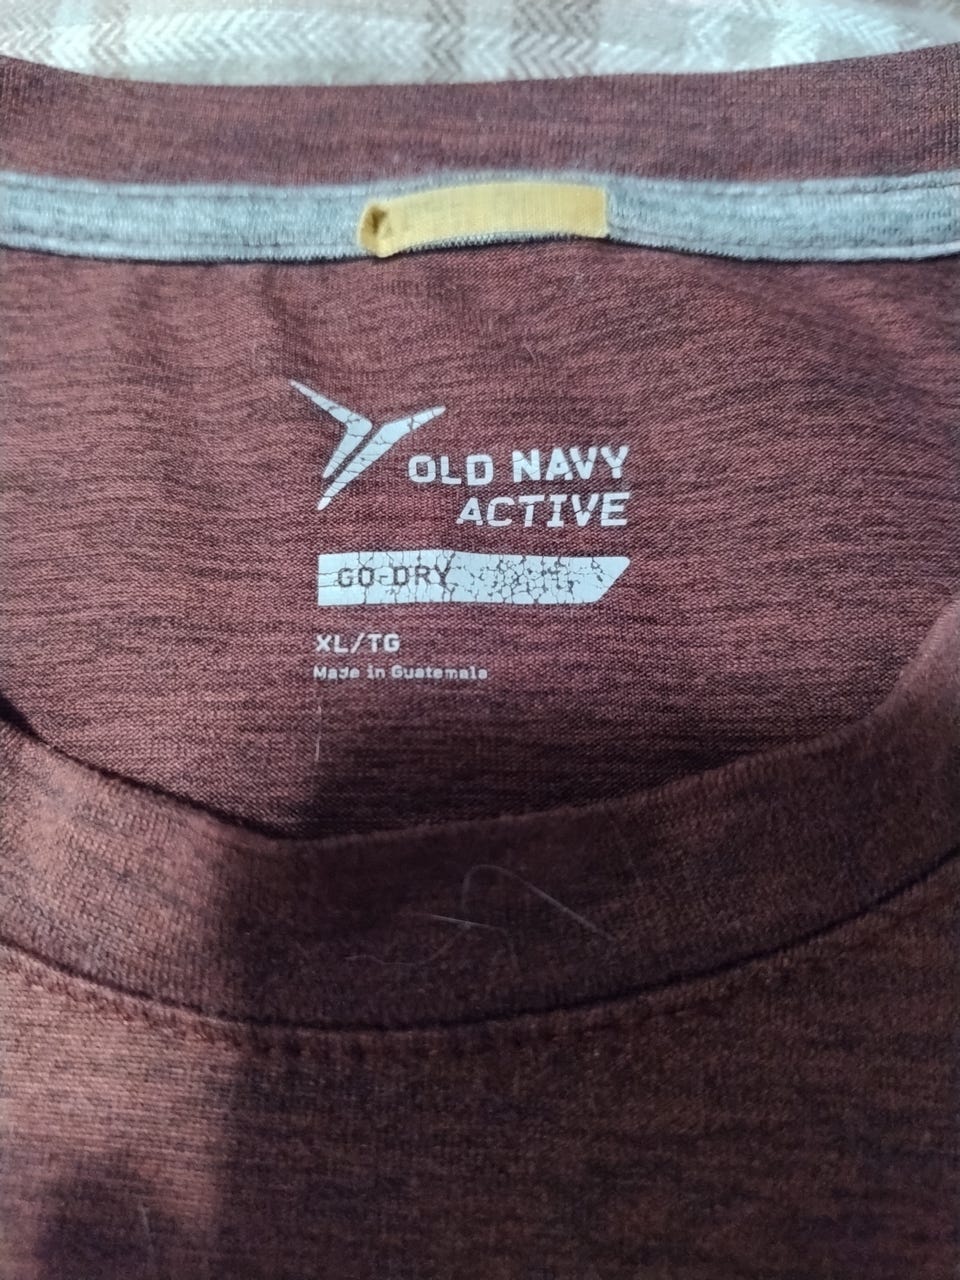 OLD NAVY
ACTIVE
GO-DRY
XL/TG
Made in Guatemala